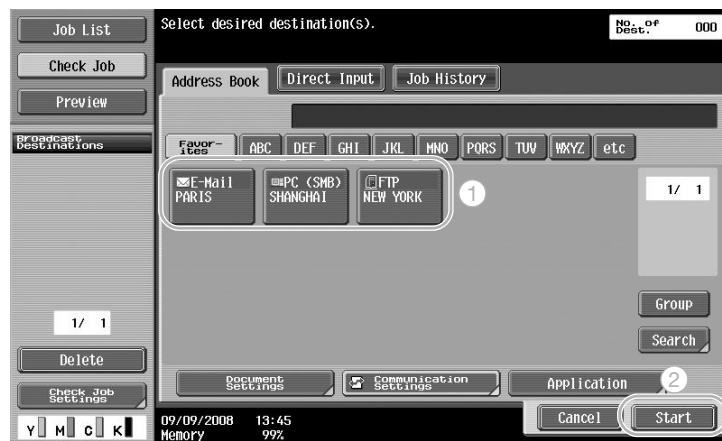 Job List
Check Job
Preview
Broadcast
Destinations
1/ 1
Delete
Check Job
Settings
Y M C K
Select desired destination(s).
No. of
Dest.
000
Address Book
Direct Input
Job History
Favor-
ites
ABC
DEF
GHI
JKL
MNO
PQRS
TUV
WXYZ
etc
E-Mail
PARIS
PC (SMB)
SHANGHAI
FTP
NEW YORK
1
1/ 1
Group
Search
Document
Settings
Communication
Settings
Application
2
09/09/2008 13:45
Memory 99%
Cancel
Start